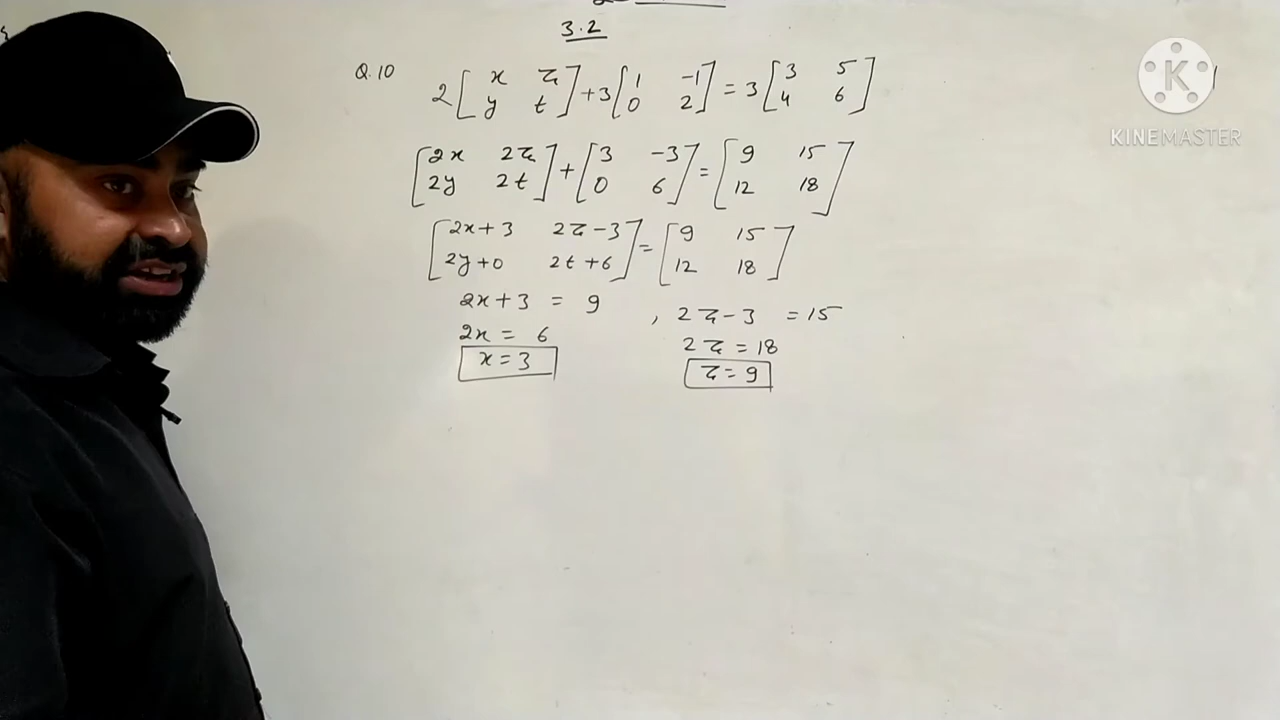 3.2
Q.10 2[x z; y t] + 3[1 -1; 0 2] = 3[3 5; 4 6]
[2x 2z; 2y 2t] + [3 -3; 0 6] = [9 15; 12 18]
[2x+3 2z-3; 2y+0 2t+6] = [9 15; 12 18]
2x+3 = 9 , 2z-3 = 15
2x = 6 2z = 18
x = 3 z = 9
K
KINEMASTER